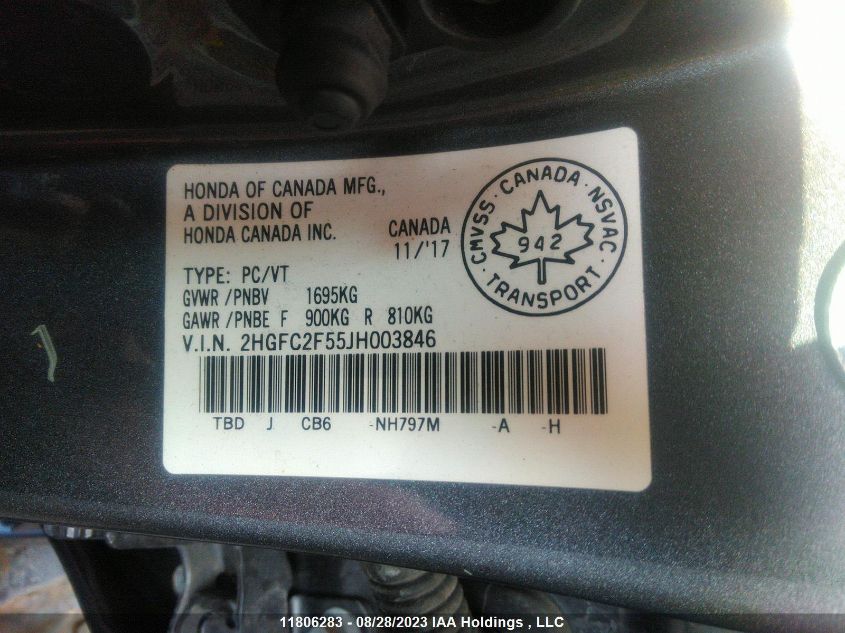 HONDA OF CANADA MFG.,
A DIVISION OF
HONDA CANADA INC.
CANADA
11/'17
CMVSS · CANADA · NSVAC
942
· TRANSPORT ·
TYPE: PC/VT
GVWR /PNBV 1695KG
GAWR /PNBE F 900KG R 810KG
V.I.N. 2HGFC2F55JH003846
TBD J CB6 -NH797M -A -H
11806283 - 08/28/2023 IAA Holdings , LLC